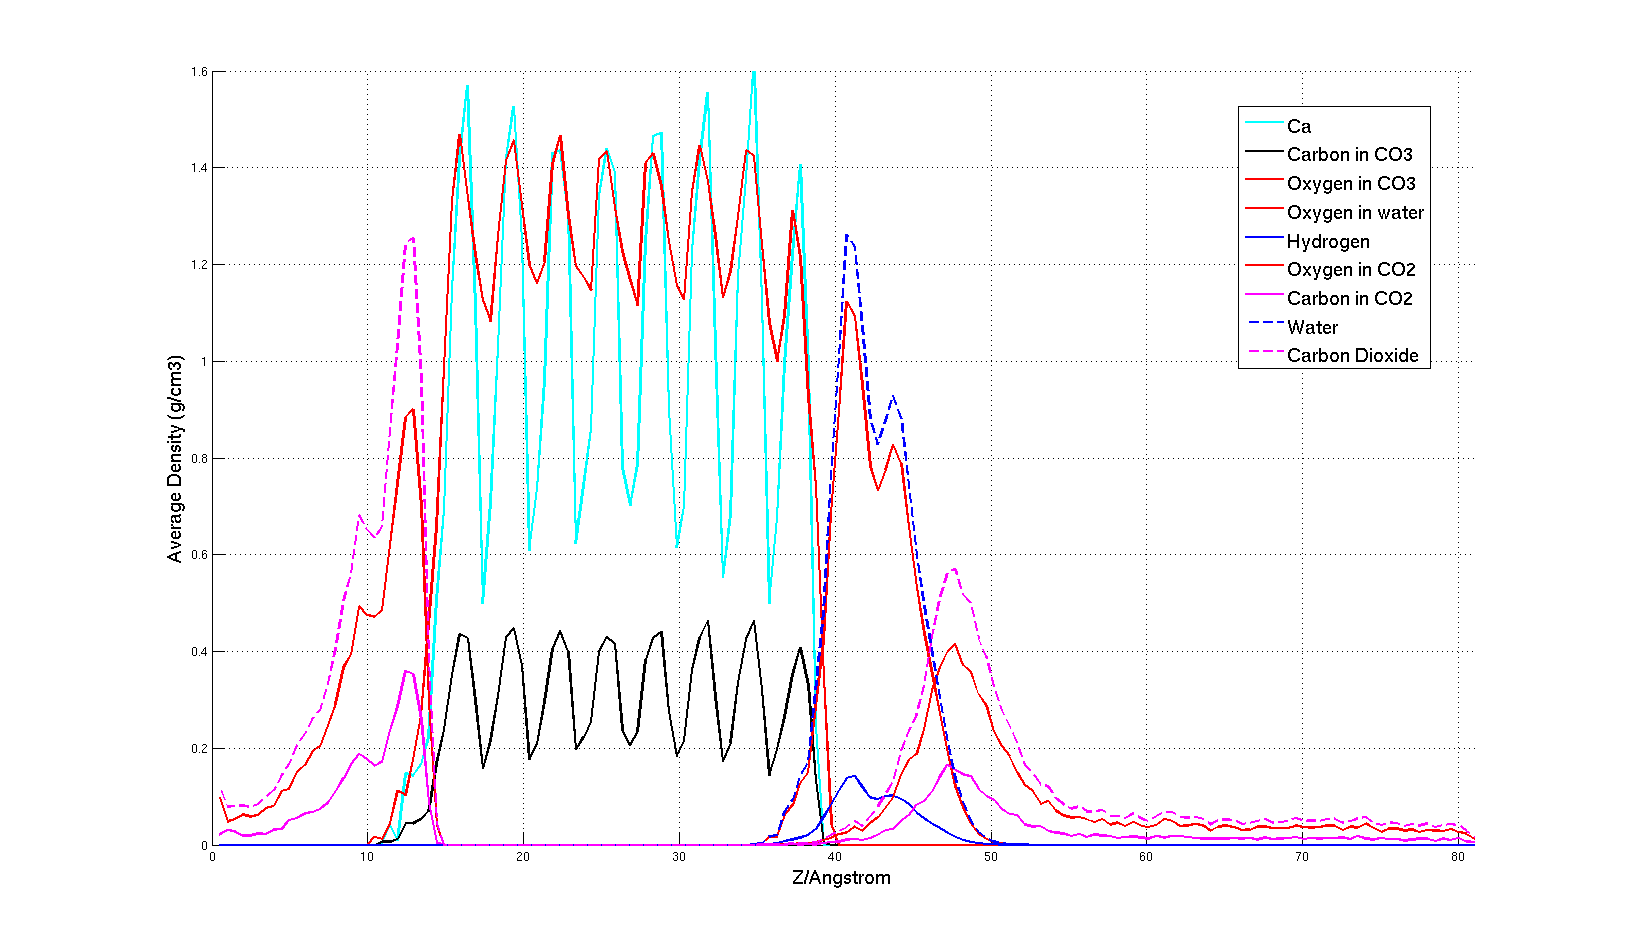 1.6
1.4
1.2
1
0.8
0.6
0.4
0.2
0
Average Density (g/cm3)
0 10 20 30 40 50 60 70 80
Z/Angstrom
Ca
Carbon in CO3
Oxygen in CO3
Oxygen in water
Hydrogen
Oxygen in CO2
Carbon in CO2
Water
Carbon Dioxide